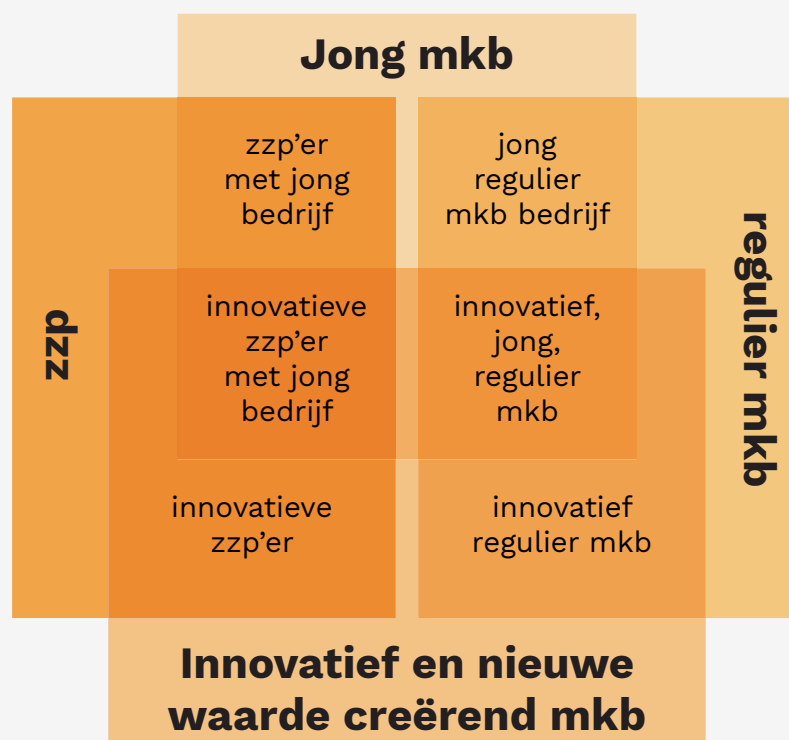 Jong mkb
zzp'er
met jong
bedrijf
jong
regulier
mkb bedrijf
zzp
regulier mkb
innovatieve
zzp'er
met jong
bedrijf
innovatief,
jong,
regulier
mkb
innovatieve
zzp'er
innovatief
regulier mkb
Innovatief en nieuwe
waarde creërend mkb